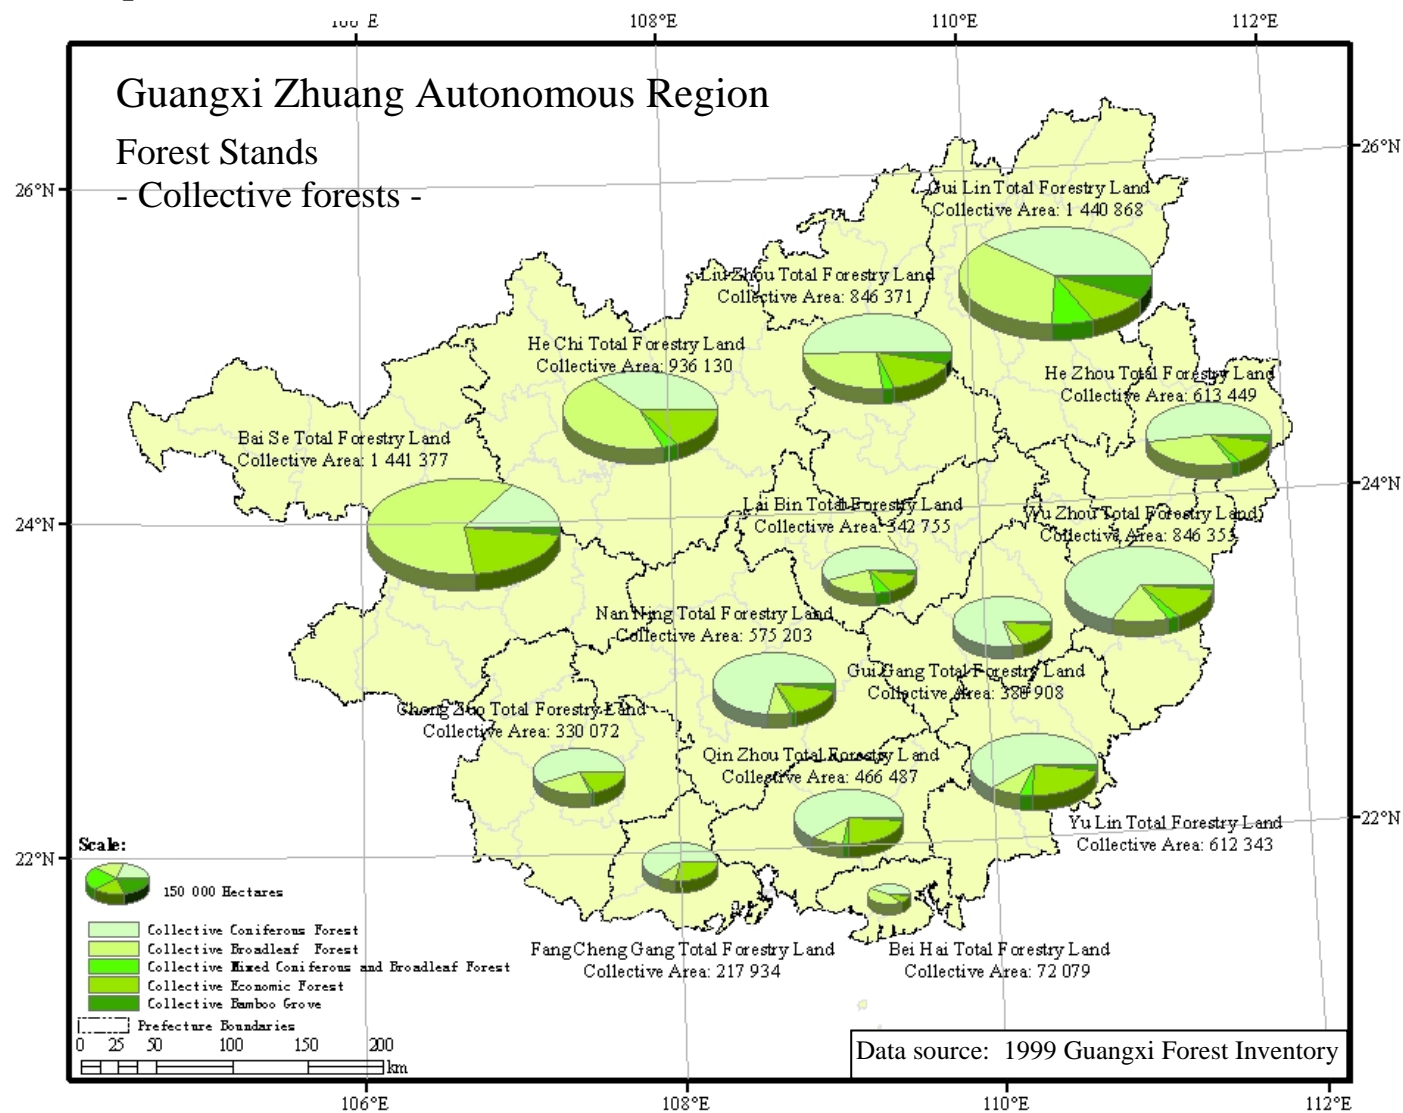 108°E
110°E
112°E
Guangxi Zhuang Autonomous Region
Forest Stands
- Collective forests -
26°N
26°N
Gui Lin Total Forestry Land
Collective Area: 1 440 868
Liu Zhou Total Forestry Land
Collective Area: 846 371
He Chi Total Forestry Land
Collective Area: 936 130
He Zhou Total Forestry Land
Collective Area: 613 449
Bai Se Total Forestry Land
Collective Area: 1 441 377
24°N
24°N
Lai Bin Total Forestry Land
Collective Area: 342 755
Wu Zhou Total Forestry Land
Collective Area: 846 353
Nan Ning Total Forestry Land
Collective Area: 575 203
Gui Gang Total Forestry Land
Collective Area: 908
Chong Zuo Total Forestry Land
Collective Area: 330 072
Qin Zhou Total Forestry Land
Collective Area: 466 487
Yu Lin Total Forestry Land
Collective Area: 612 343
22°N
22°N
Scale:
150 000 Hectares
Collective Coniferous Forest
Collective Broadleaf Forest
Collective Mixed Coniferous and Broadleaf Forest
Collective Economic Forest
Collective Bamboo Grove
Prefecture Boundaries
Fang Cheng Gang Total Forestry Land
Collective Area: 217 934
Bei Hai Total Forestry Land
Collective Area: 72 079
0 25 50 100 150 200
km
Data source: 1999 Guangxi Forest Inventory
106°E
108°E
110°E
112°E